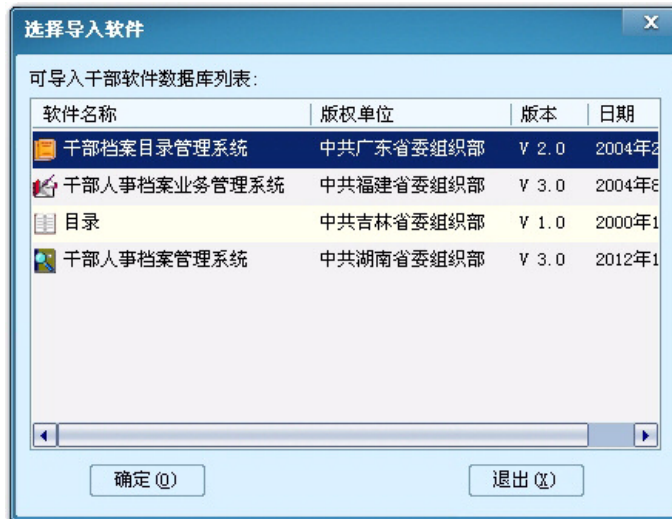 选择导入软件
X
可导入干部软件数据库列表:
软件名称 版权单位 版本 日期
干部档案目录管理系统 中共广东省委组织部 V 2.0 2004年2
干部人事档案业务管理系统 中共福建省委组织部 V 3.0 2004年
目录 中共吉林省委组织部 V 1.0 2000年1
干部人事档案管理系统 中共湖南省委组织部 V 3.0 2012年1
确定(O) 退出(X)